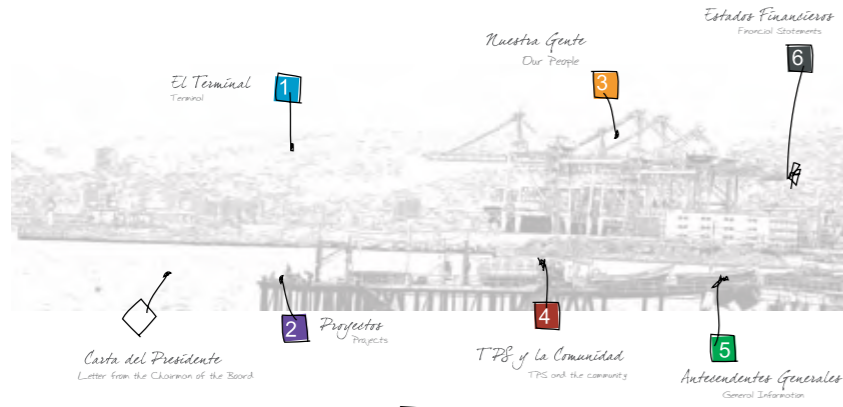 Estados Financieros
Financial Statements
6
Nuestra Gente
Our People
3
El Terminal
Terminal
1
2
Proyectos
Projects
4
5
Carta del Presidente
Letter from the Chairman of the Board
TPS y la Comunidad
TPS and the community
Antecendentes Generales
General Information